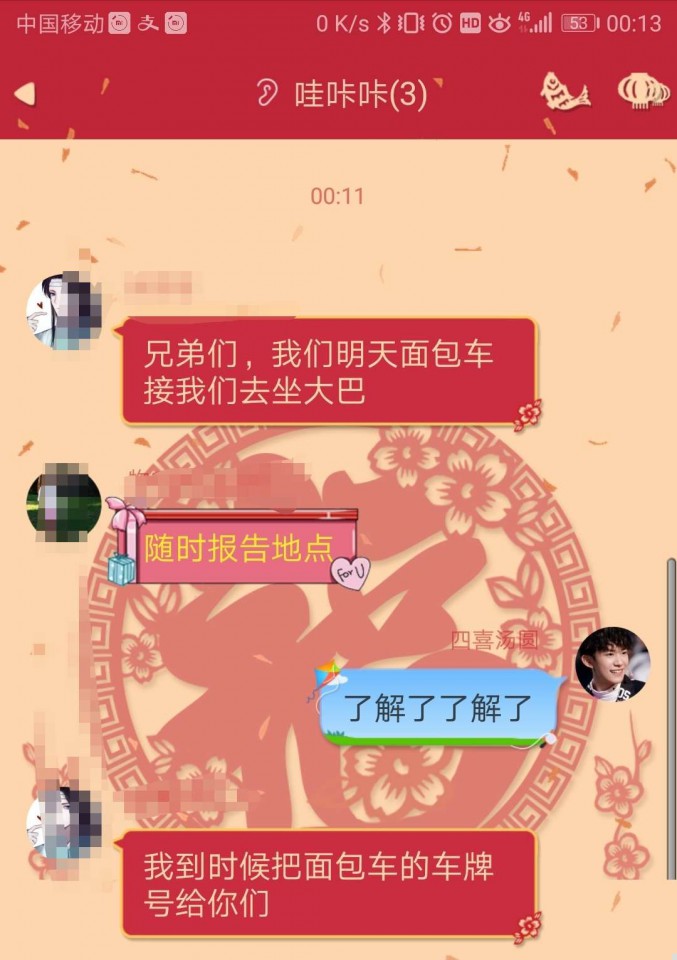 中国移动 0 K/s HD 4G 53 00:13
哇咔咔(3)
00:11
兄弟们，我们明天面包车
接我们去坐大巴
随时报告地点
for U
四喜汤圆
了解了了解了
我到时候把面包车的车牌
号给你们